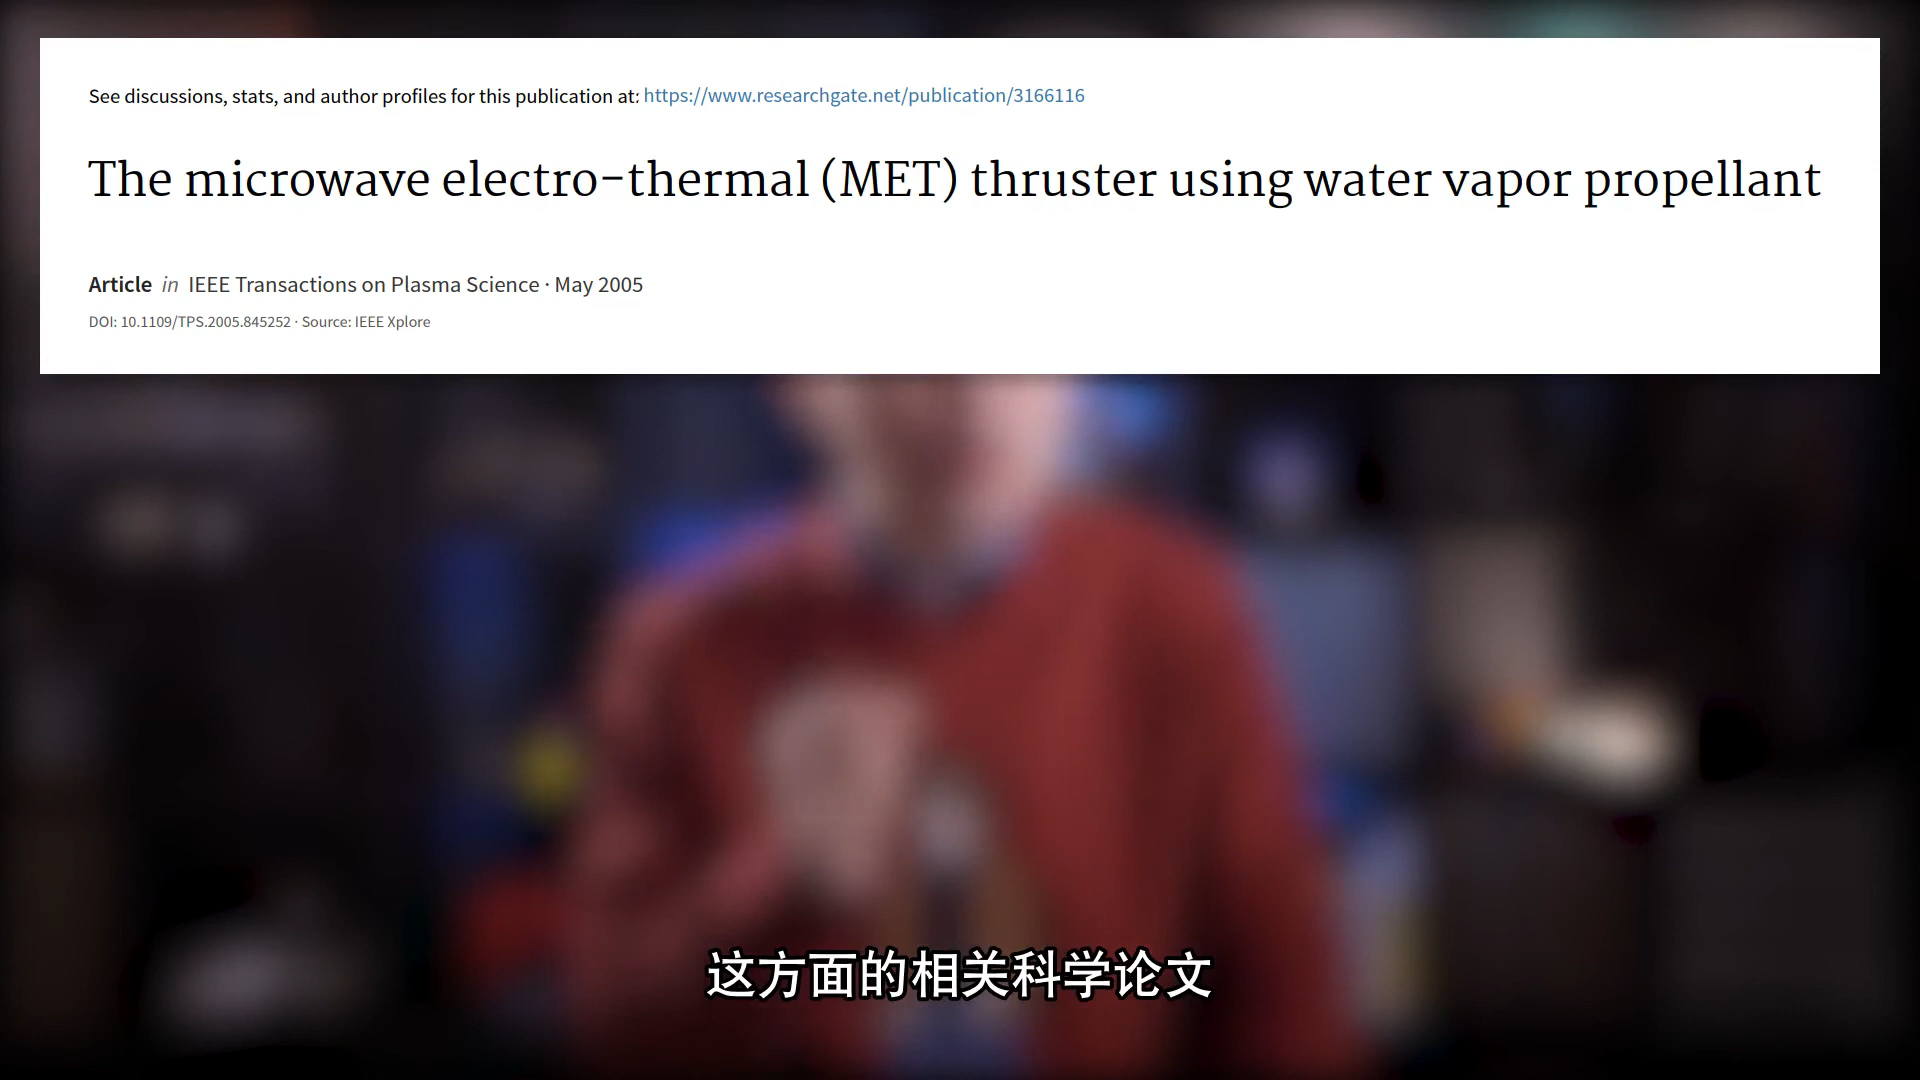 See discussions, stats, and author profiles for this publication at: https://www.researchgate.net/publication/3166116
The microwave electro-thermal (MET) thruster using water vapor propellant
Article in IEEE Transactions on Plasma Science · May 2005
DOI: 10.1109/TPS.2005.845252 · Source: IEEE Xplore
这方面的相关科学论文